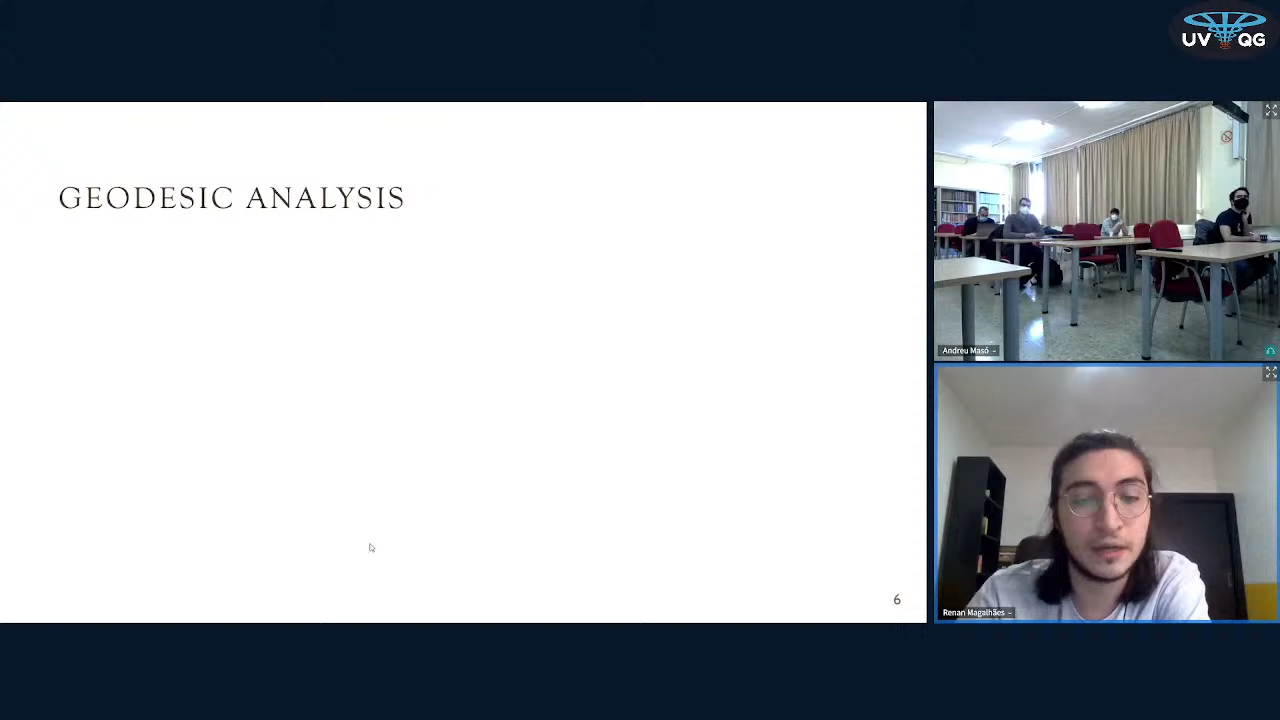 UV QG
GEODESIC ANALYSIS
6
Andreu Masó
Renan Magalhães